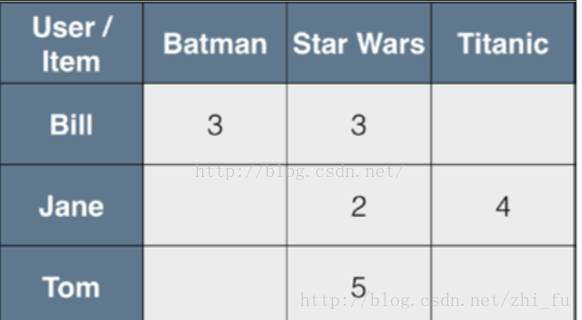 User / Item Batman Star Wars Titanic
Bill 3 3
http://blog.csdn.net/
Jane 2 4
Tom 5
http://blog.csdn.net/zhi_fu